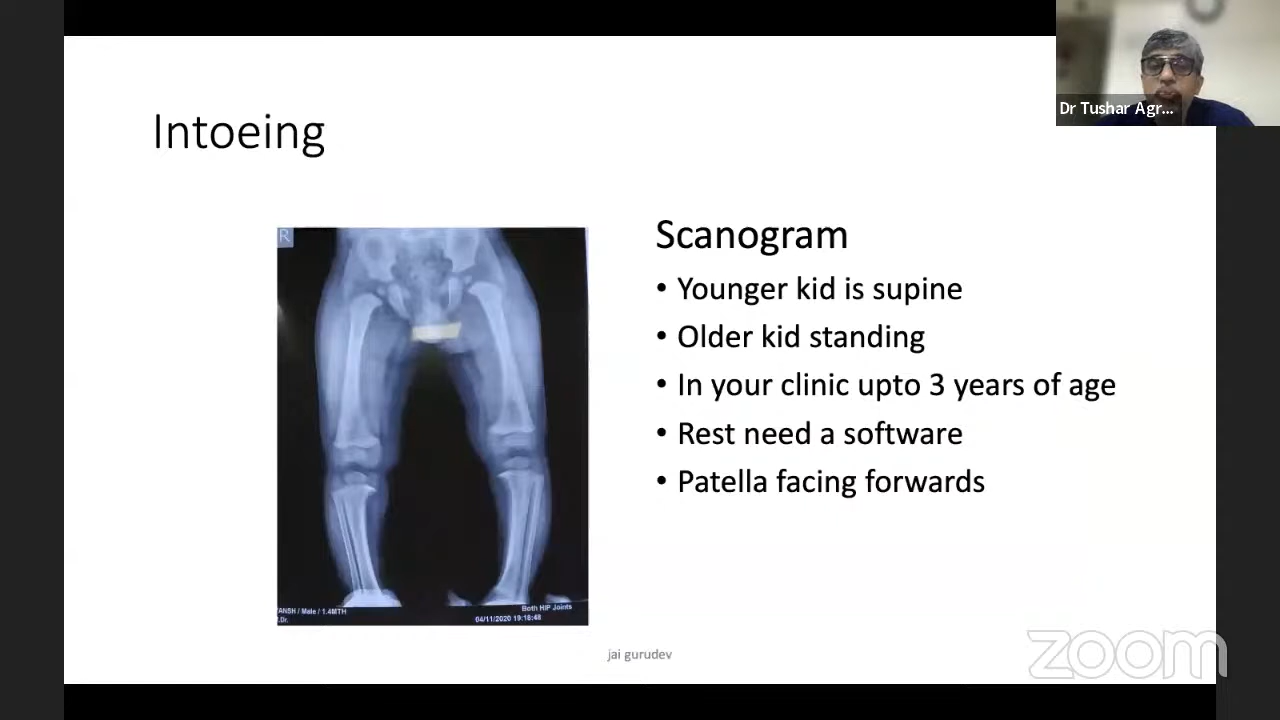 Dr Tushar Agr...
Intoeing
R
Scanogram
• Younger kid is supine
• Older kid standing
• In your clinic upto 3 years of age
• Rest need a software
• Patella facing forwards
ANSH / Male / 1.4MTH
Both HIP Joints
.Dr.
04/11/2020 19:18:48
jai gurudev
zoom